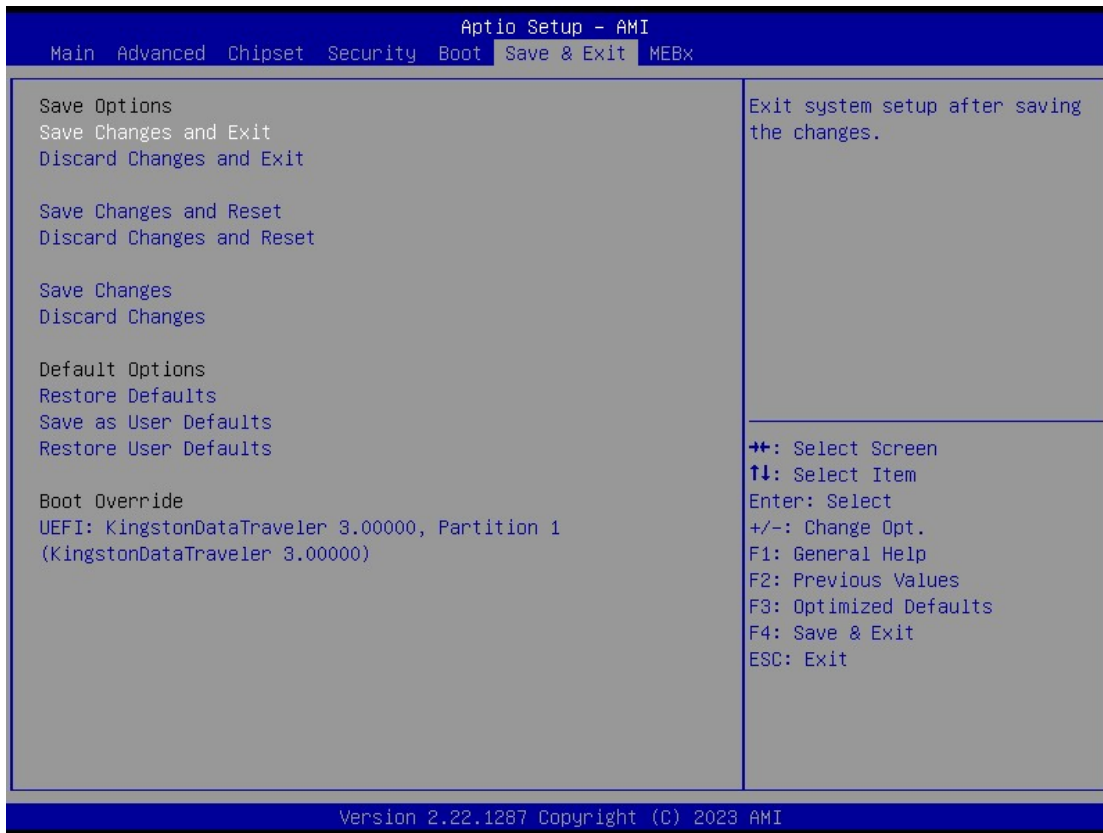 Aptio Setup – AMI
Main Advanced Chipset Security Boot Save & Exit MEBx
Save Options
Save Changes and Exit
Discard Changes and Exit
Save Changes and Reset
Discard Changes and Reset
Save Changes
Discard Changes
Default Options
Restore Defaults
Save as User Defaults
Restore User Defaults
Boot Override
UEFI: KingstonDataTraveler 3.00000, Partition 1
(KingstonDataTraveler 3.00000)
Exit system setup after saving
the changes.
→←: Select Screen
↑↓: Select Item
Enter: Select
+/-: Change Opt.
F1: General Help
F2: Previous Values
F3: Optimized Defaults
F4: Save & Exit
ESC: Exit
Version 2.22.1287 Copyright (C) 2023 AMI